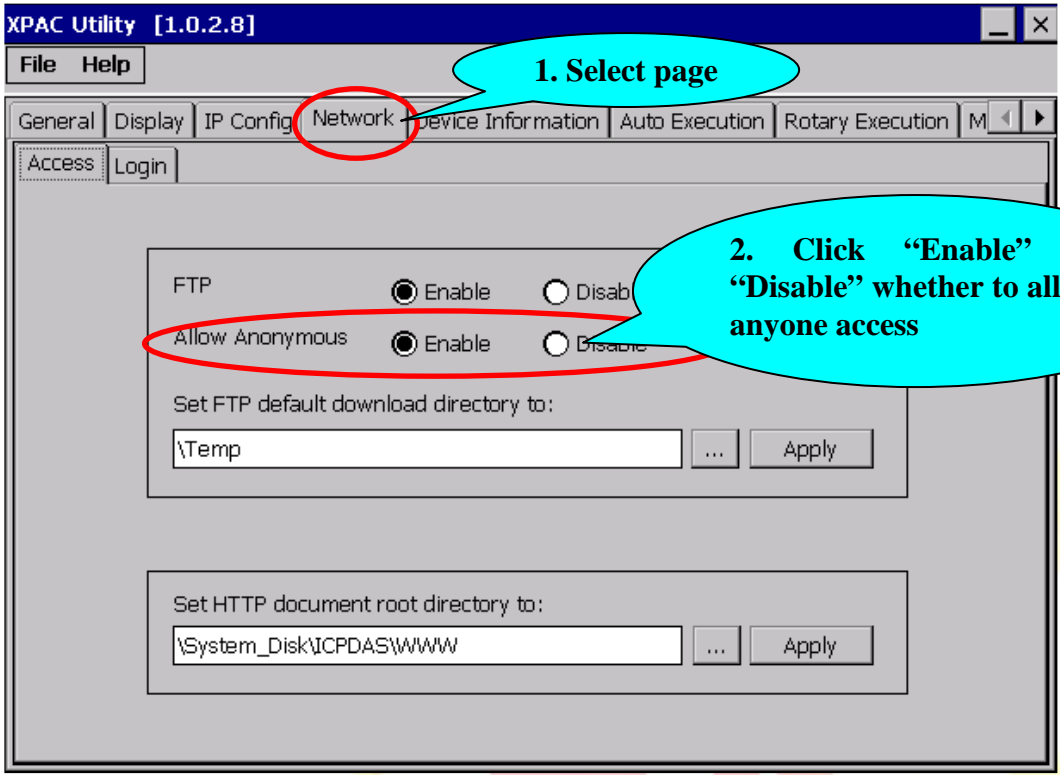 XPAC Utility [1.0.2.8]
File Help
1. Select page
General Display IP Config Network Device Information Auto Execution Rotary Execution M
Access Login
2. Click “Enable”
“Disable” whether to all
anyone access
FTP Enable Disab
Allow Anonymous Enable Disable
Set FTP default download directory to:
\Temp ... Apply
Set HTTP document root directory to:
\System_Disk\ICPDAS\WWW ... Apply